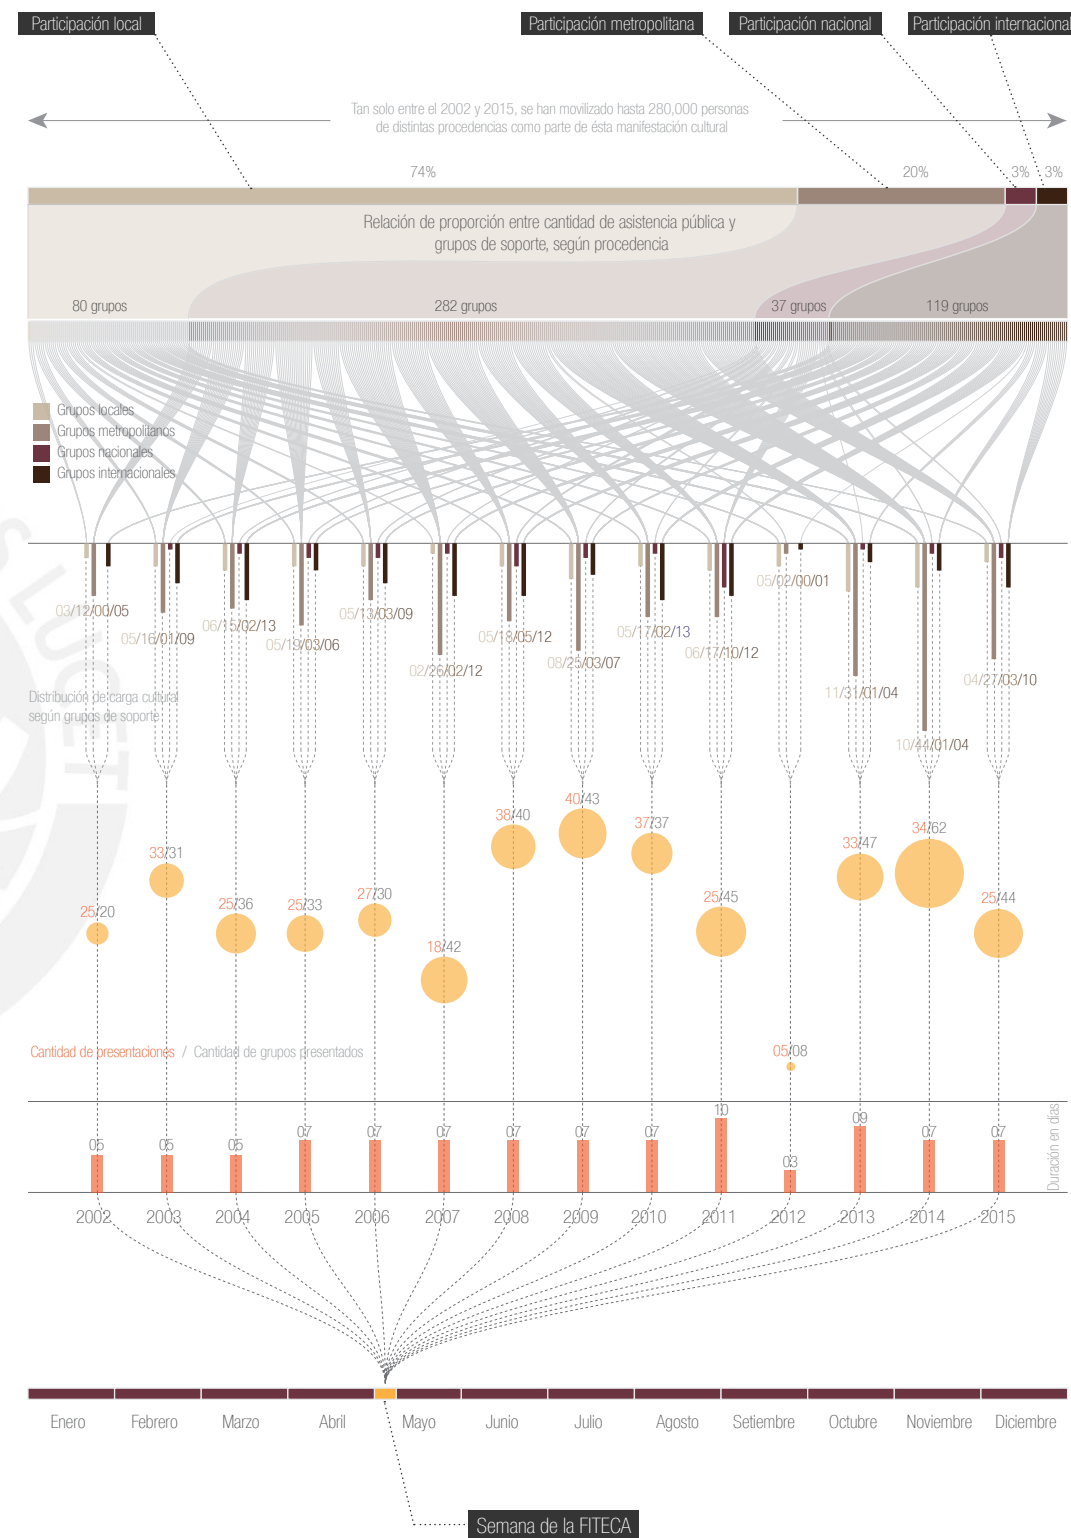 Participación local
Participación metropolitana
Participación nacional
Participación internacional
Tan solo entre el 2002 y 2015, se han movilizado hasta 280,000 personas
de distintas procedencias como parte de ésta manifestación cultural
74%
20%
3%
3%
Relación de proporción entre cantidad de asistencia pública y
grupos de soporte, según procedencia
80 grupos
282 grupos
37 grupos
119 grupos
Grupos locales
Grupos metropolitanos
Grupos nacionales
Grupos internacionales
03/12/00/05
05/16/01/09
06/15/02/13
05/19/03/06
05/13/03/09
02/26/02/12
05/18/05/12
08/25/03/07
05/17/02/13
06/17/10/12
05/02/00/01
11/31/01/04
10/44/01/04
04/27/03/10
Distribución de carga cultural
según grupos de soporte
LUCET
25/20
33/31
25/36
25/33
27/30
18/42
38/40
40/43
37/37
25/45
05/08
33/47
34/62
25/44
Cantidad de presentaciones / Cantidad de grupos presentados
05
05
05
07
07
07
07
07
07
10
03
09
07
07
Duración en días
2002
2003
2004
2005
2006
2007
2008
2009
2010
2011
2012
2013
2014
2015
Enero
Febrero
Marzo
Abril
Mayo
Junio
Julio
Agosto
Setiembre
Octubre
Noviembre
Diciembre
Semana de la FITECA